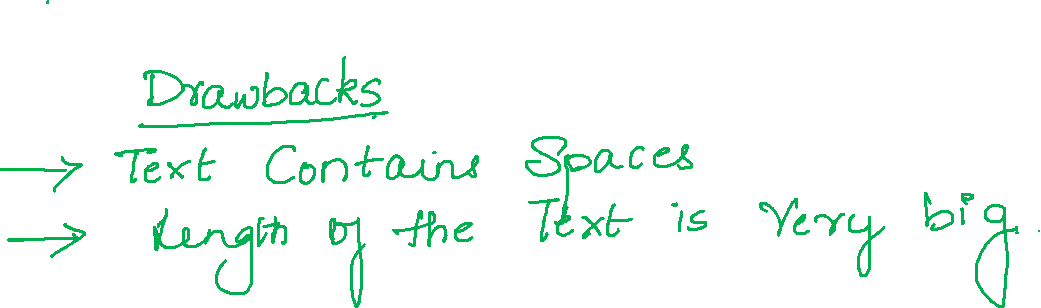 Drawbacks
→ Text Contains Spaces
→ Length of the Text is Very big.